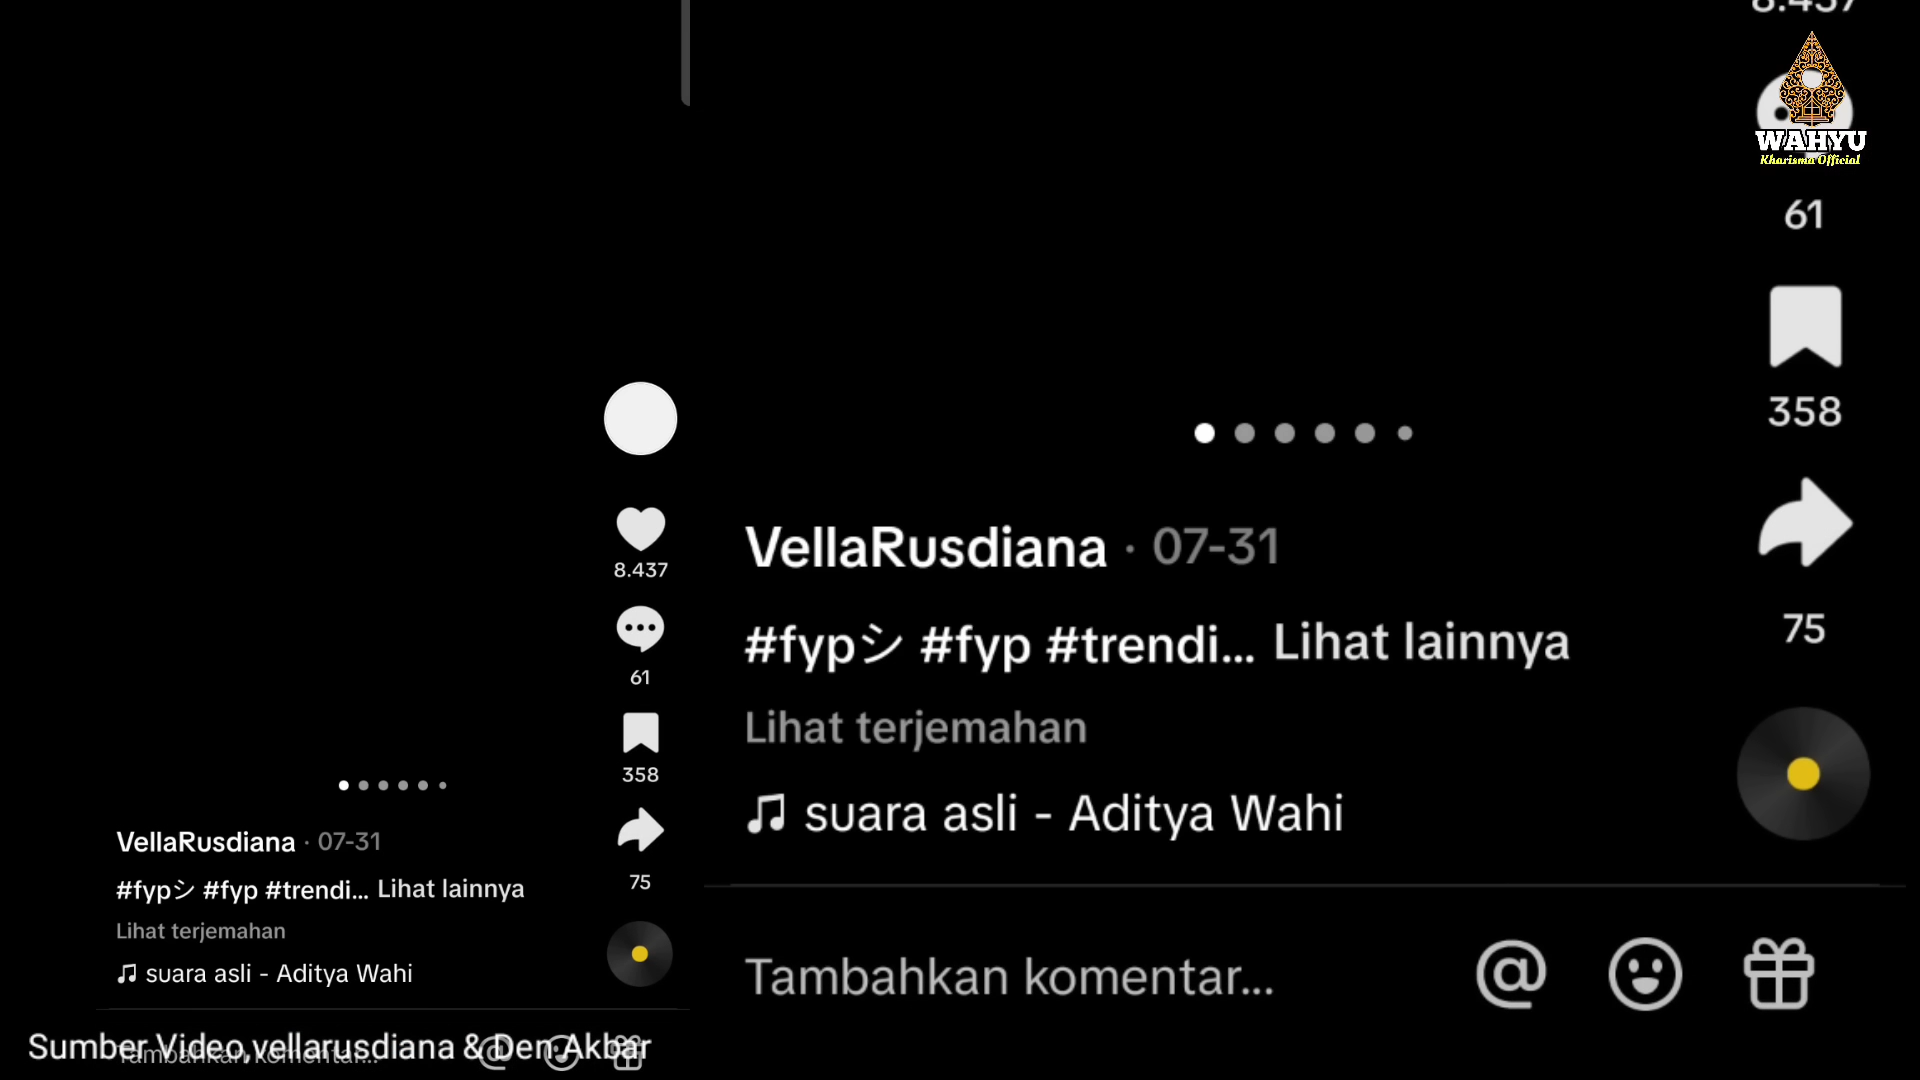 8.437
61
358
75
VellaRusdiana · 07-31
#fypシ #fyp #trendi... Lihat lainnya
Lihat terjemahan
suara asli - Aditya Wahi
Tambahkan komentar...
Sumber Video,vellarusdiana & Den Akbar
8.437
WAHYU
Kharisma Official
61
358
75
VellaRusdiana · 07-31
#fypシ #fyp #trendi... Lihat lainnya
Lihat terjemahan
suara asli - Aditya Wahi
Tambahkan komentar...